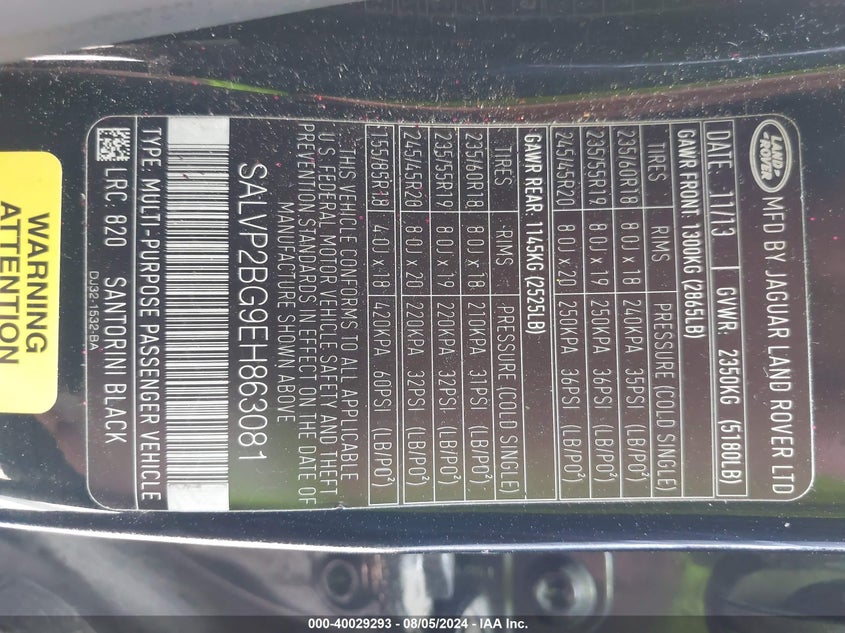 LAND-
ROVER
MFD BY JAGUAR LAND ROVER LTD
DATE: 11/13 GVWR: 2350KG (5180LB)
GAWR FRONT: 1300KG (2865LB)
TIRES RIMS PRESSURE (COLD SINGLE)
235/60R18 8.0J x 18 240KPA 35PSI (LB/PO²)
235/55R19 8.0J x 19 250KPA 36PSI (LB/PO²)
245/45R20 8.0J x 20 250KPA 36PSI (LB/PO²)
GAWR REAR: 1145KG (2525LB)
TIRES RIMS PRESSURE (COLD SINGLE)
235/60R18 8.0J x 18 210KPA 31PSI (LB/PO²)
235/55R19 8.0J x 19 220KPA 32PSI (LB/PO²)
245/45R20 8.0J x 20 220KPA 32PSI (LB/PO²)
155/85R18 4.0J x 18 420KPA 60PSI (LB/PO²)
THIS VEHICLE CONFORMS TO ALL APPLICABLE
U.S. FEDERAL MOTOR VEHICLE SAFETY AND THEFT
PREVENTION STANDARDS IN EFFECT ON THE DATE OF
MANUFACTURE SHOWN ABOVE
SALVP2BG9EH863081
TYPE: MULTI-PURPOSE PASSENGER VEHICLE
LRC 820 SANTORINI BLACK
DJ32-1532-BA
WARNING
ATTENTION
000-40029293 - 08/05/2024 - IAA Inc.